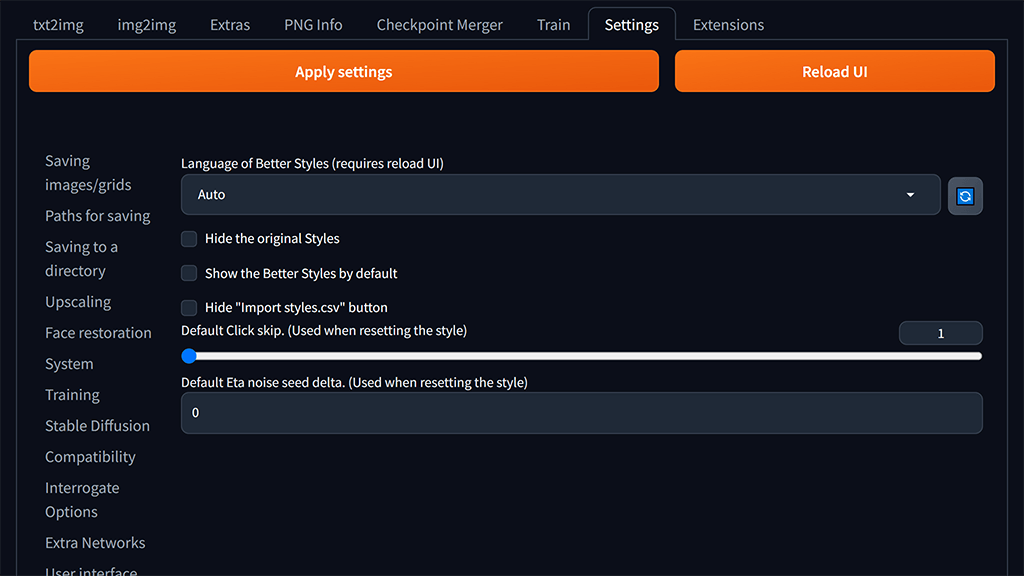 txt2img img2img Extras PNG Info Checkpoint Merger Train Settings Extensions
Apply settings Reload UI
Saving
images/grids
Paths for saving
Saving to a
directory
Upscaling
Face restoration
System
Training
Stable Diffusion
Compatibility
Interrogate
Options
Extra Networks
User interface
Language of Better Styles (requires reload UI)
Auto
Hide the original Styles
Show the Better Styles by default
Hide "Import styles.csv" button
Default Click skip. (Used when resetting the style)
1
Default Eta noise seed delta. (Used when resetting the style)
0